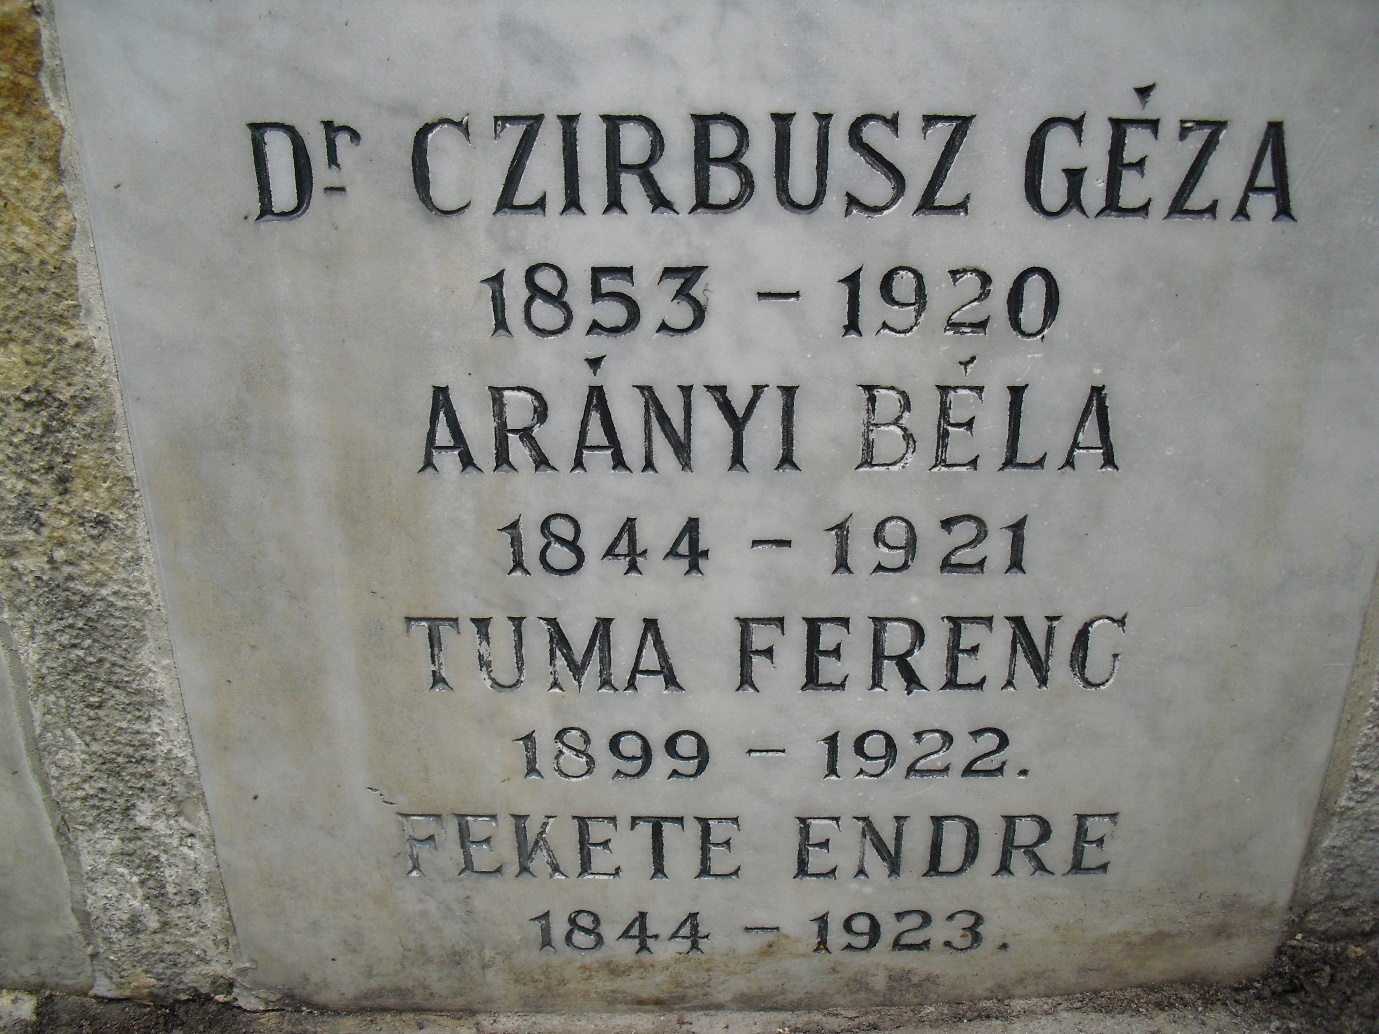 Dr CZIRBUSZ GÉZA
1853 - 1920
ARÁNYI BÉLA
1844 - 1921
TUMA FERENC
1899 - 1922.
FEKETE ENDRE
1844 - 1923.